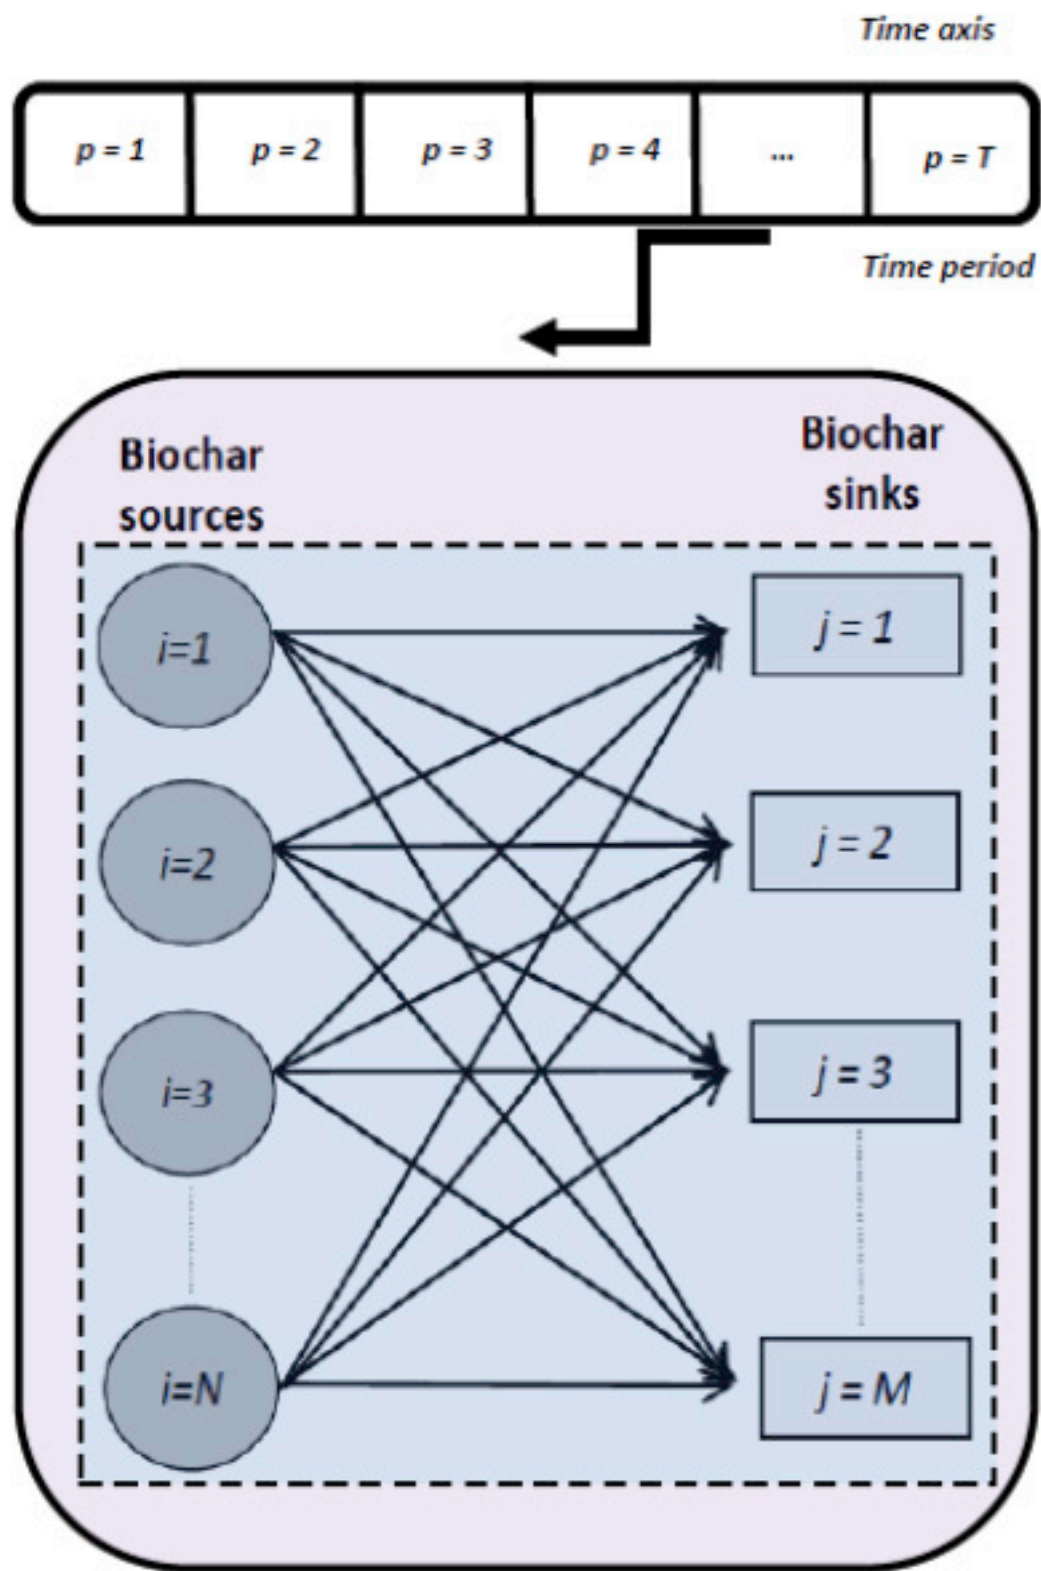 Time axis
p = 1
p = 2
p = 3
p = 4
...
p = T
Time period
Biochar
sources
Biochar
sinks
i=1
j = 1
i=2
j = 2
i=3
j = 3
i=N
j = M